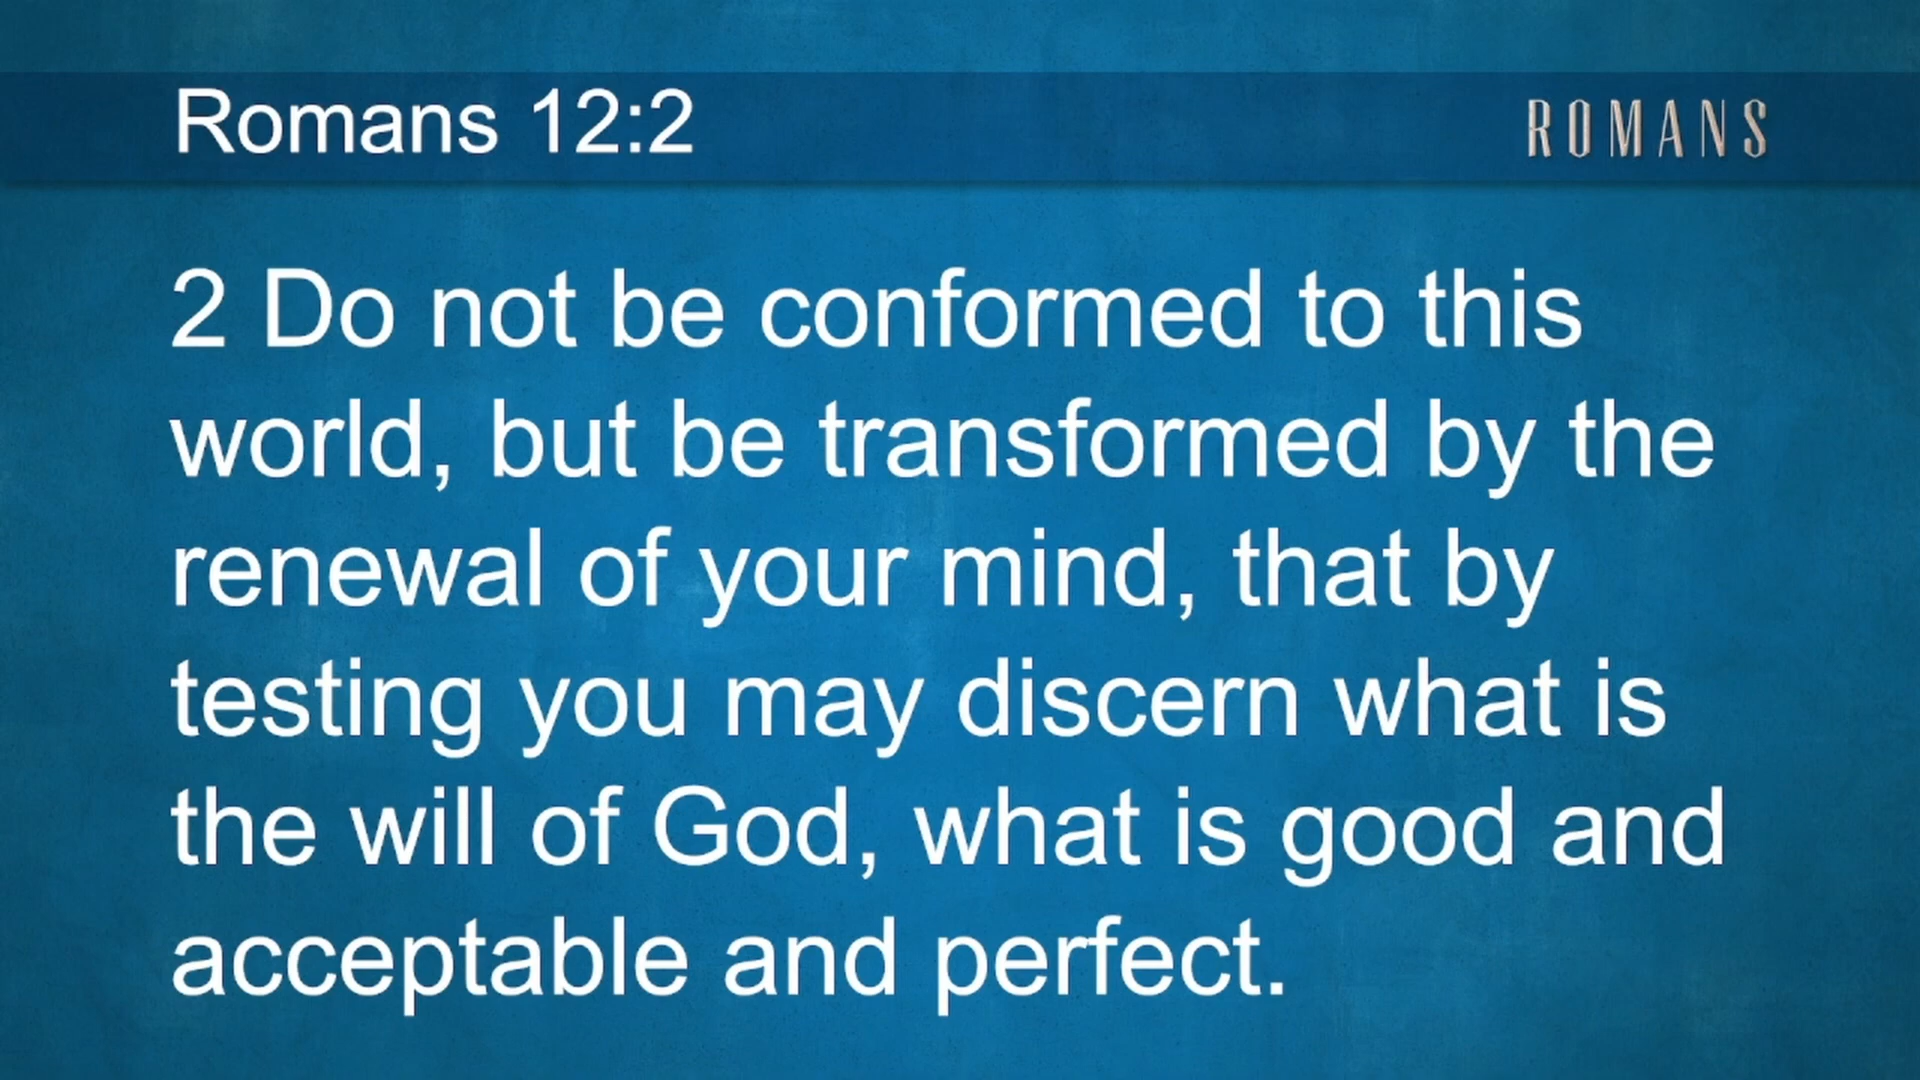 Romans 12:2
ROMANS
2 Do not be conformed to this
world, but be transformed by the
renewal of your mind, that by
testing you may discern what is
the will of God, what is good and
acceptable and perfect.